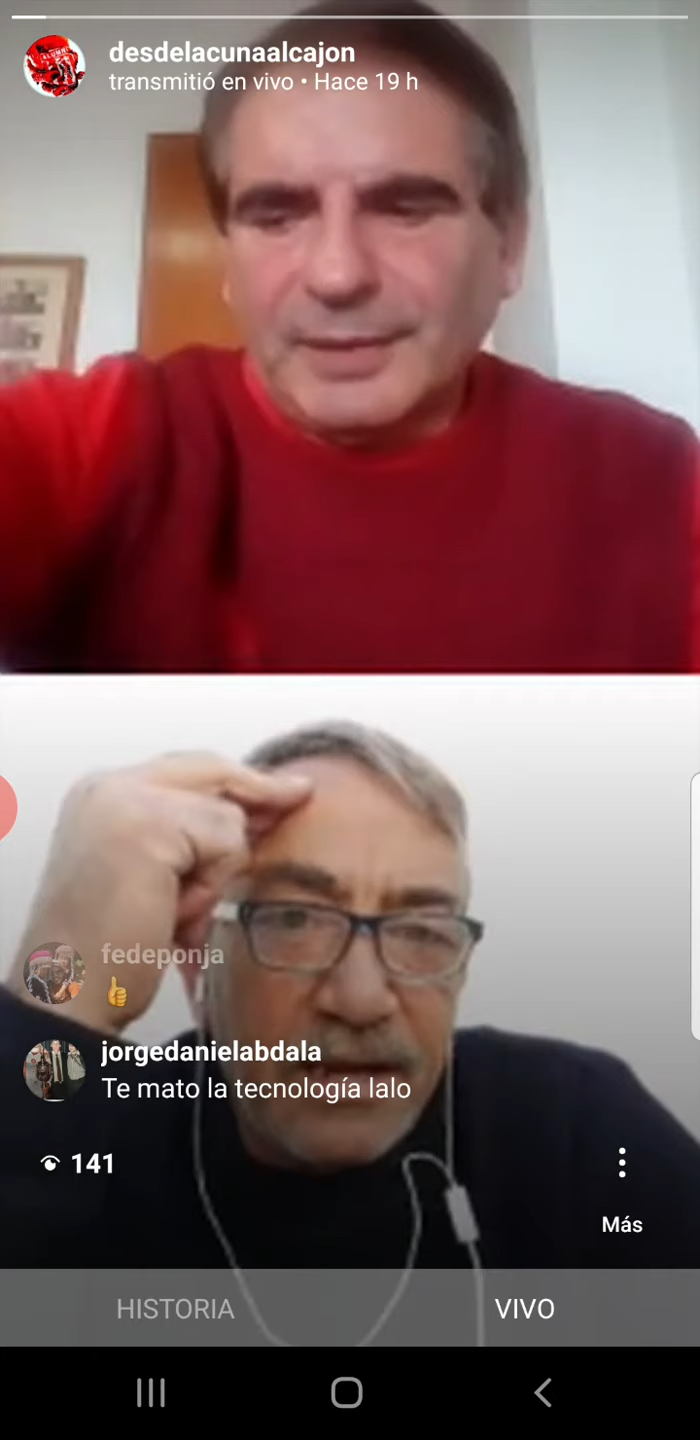 desdelacunaalcajon
transmitió en vivo • Hace 19 h
fedeponja
👍
jorgedanielabdala
Te mato la tecnología lalo
141
Más
HISTORIA
VIVO